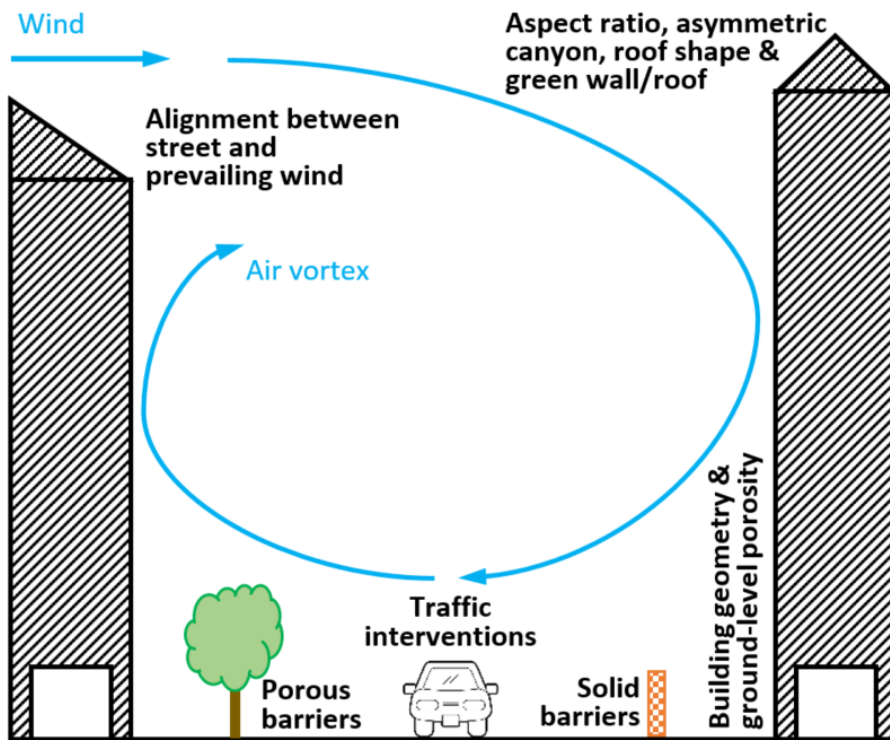 Wind
Aspect ratio, asymmetric
canyon, roof shape &
green wall/roof
Alignment between
street and
prevailing wind
Air vortex
Building geometry &
ground-level porosity
Traffic
interventions
Porous
barriers
Solid
barriers